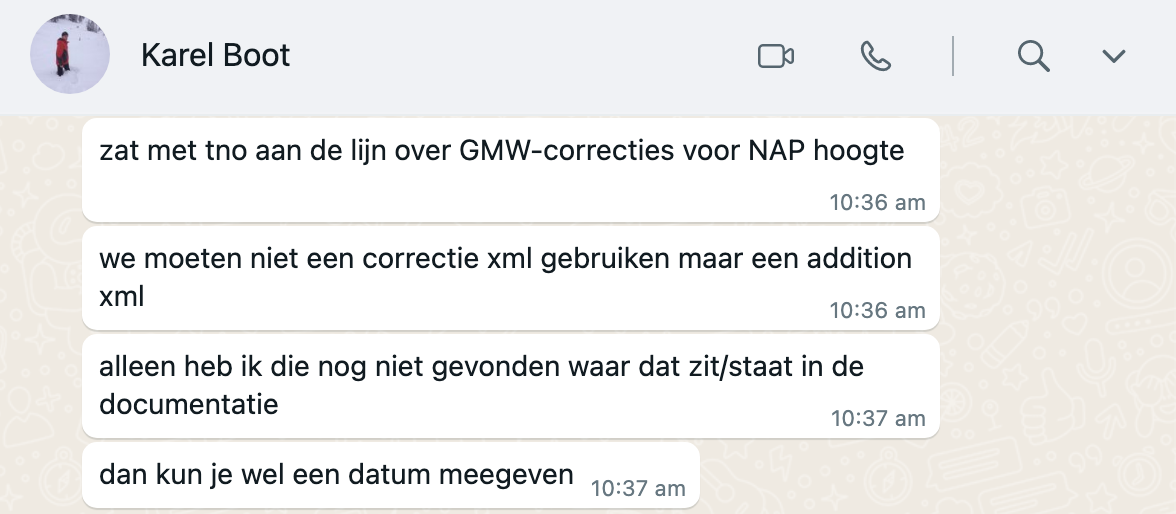 Karel Boot
zat met tno aan de lijn over GMW-correcties voor NAP hoogte
10:36 am
we moeten niet een correctie xml gebruiken maar een addition
xml
10:36 am
alleen heb ik die nog niet gevonden waar dat zit/staat in de
documentatie
10:37 am
dan kun je wel een datum meegeven
10:37 am